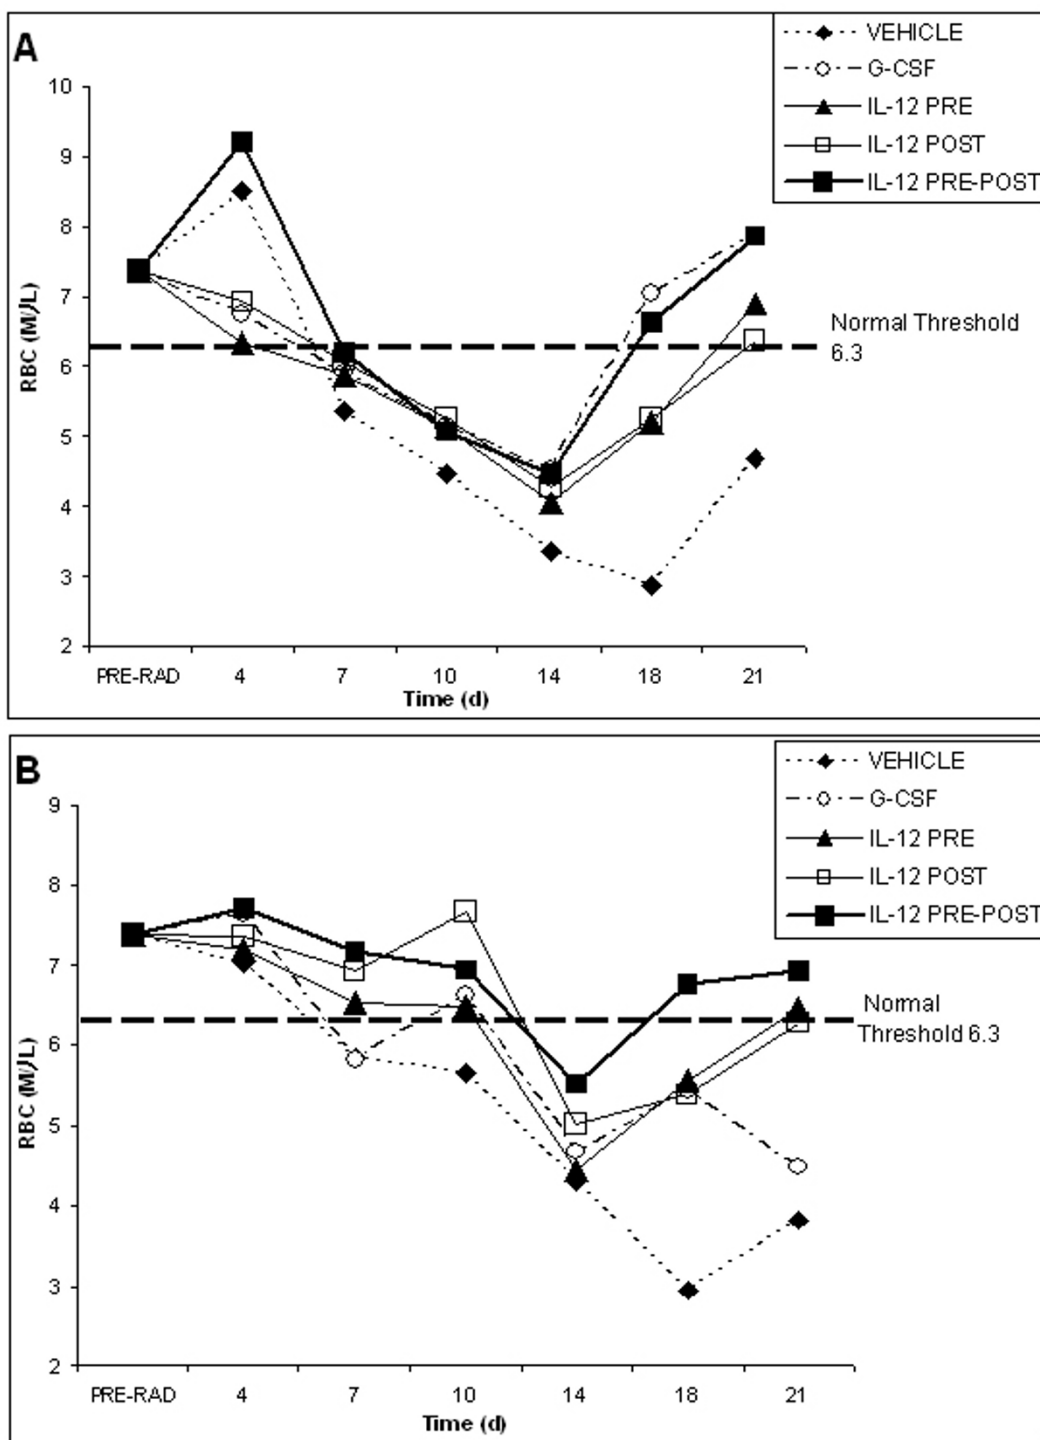 A
VEHICLE
G-CSF
IL-12 PRE
IL-12 POST
IL-12 PRE-POST
10
9
8
7
6
5
4
3
2
RBC (M/μL)
Normal Threshold
6.3
PRE-RAD 4 7 10 14 18 21
Time (d)
B
VEHICLE
G-CSF
IL-12 PRE
IL-12 POST
IL-12 PRE-POST
9
8
7
6
5
4
3
2
RBC (M/μL)
Normal
Threshold 6.3
PRE-RAD 4 7 10 14 18 21
Time (d)